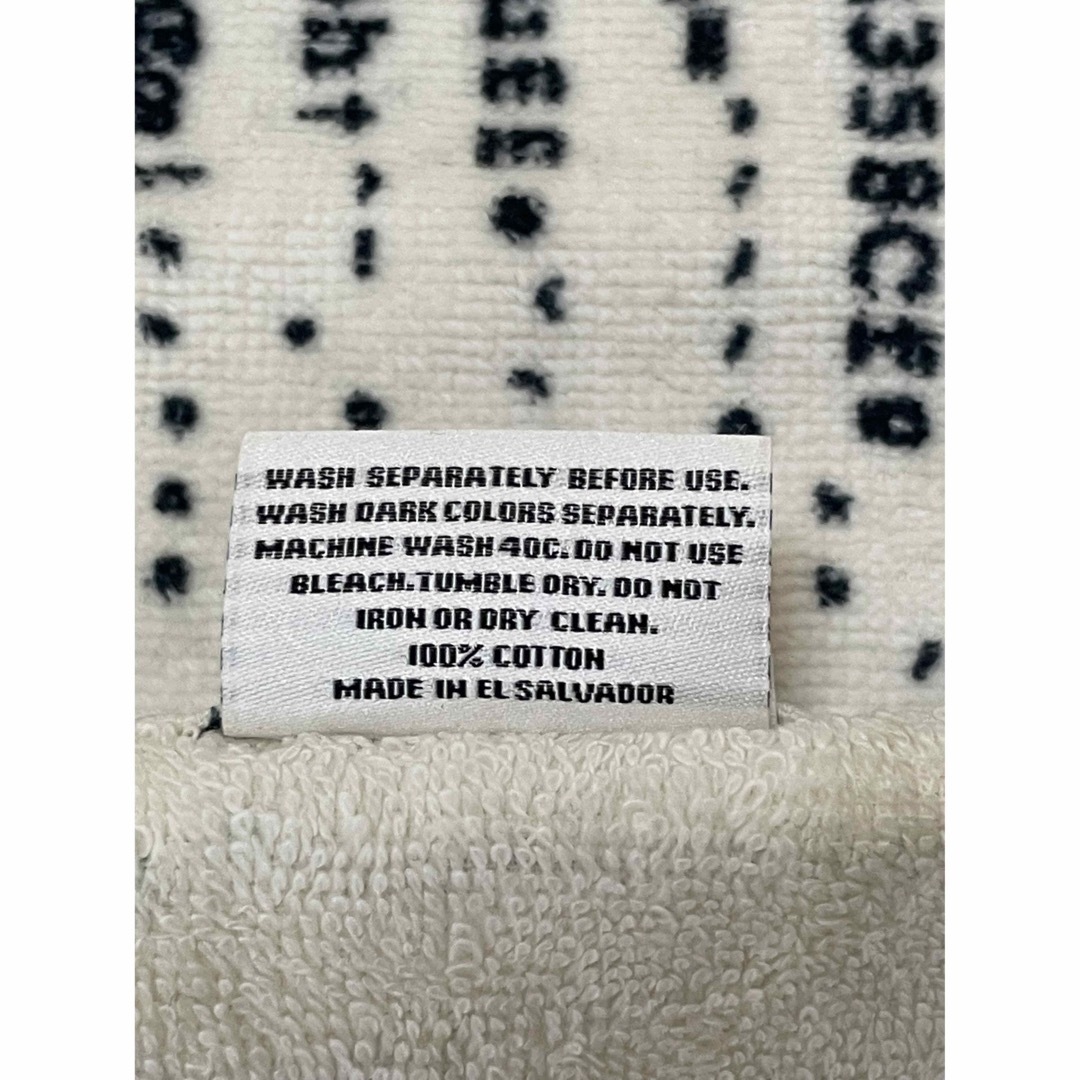 WASH SEPARATELY BEFORE USE.
WASH DARK COLORS SEPARATELY.
MACHINE WASH 40C. DO NOT USE
BLEACH. TUMBLE DRY. DO NOT
IRON OR DRY CLEAN.
100% COTTON
MADE IN EL SALVADOR